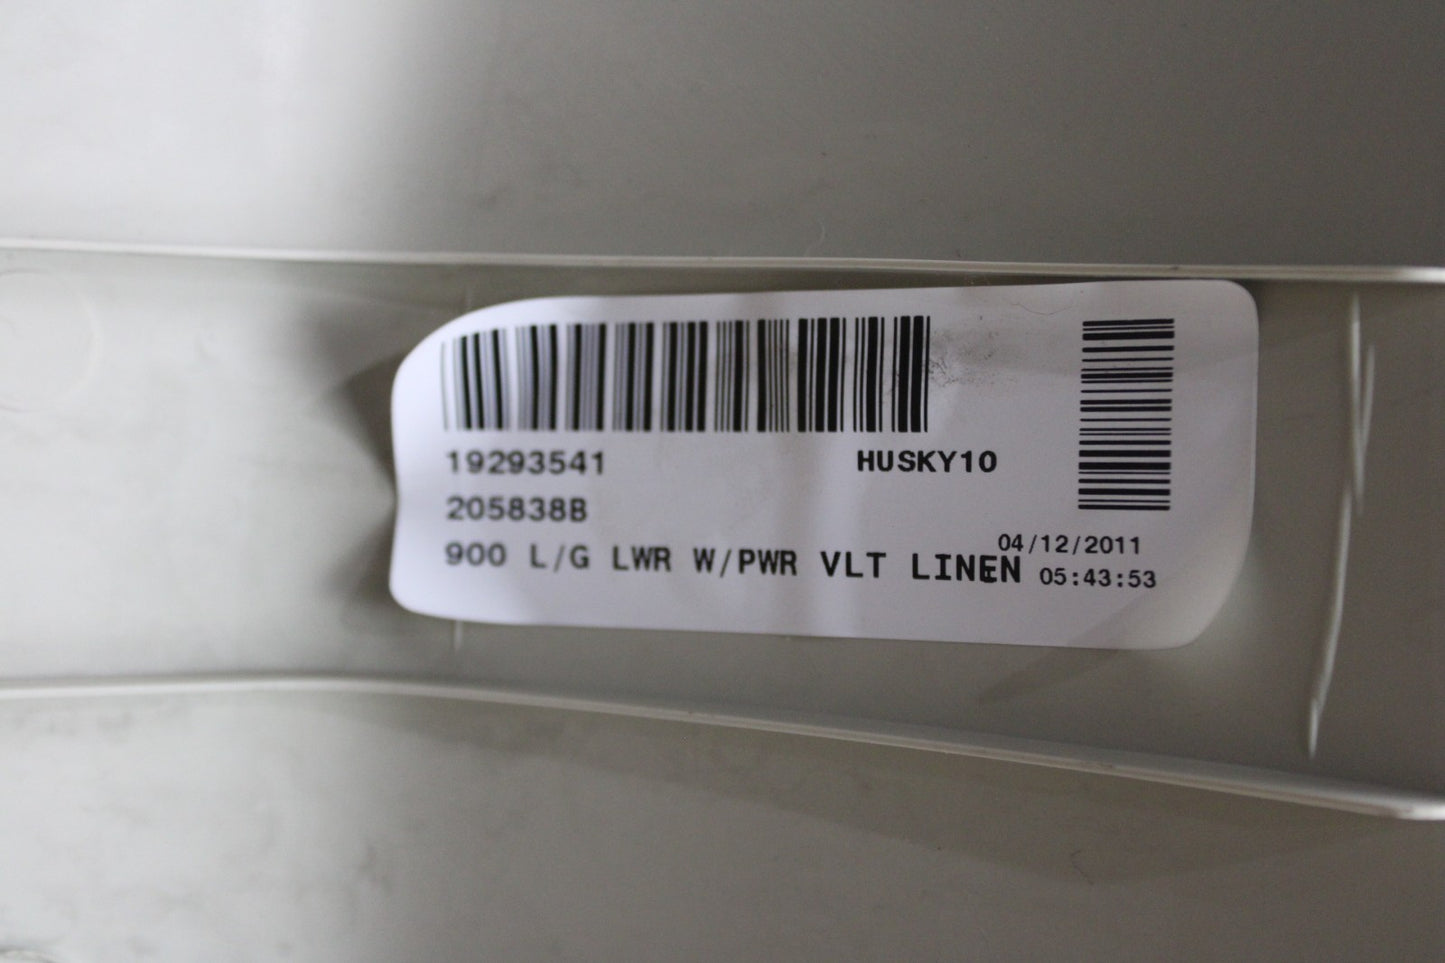 19293541 HUSKY10
205838B
900 L/G LWR W/PWR VLT LINEN
04/12/2011
05:43:53